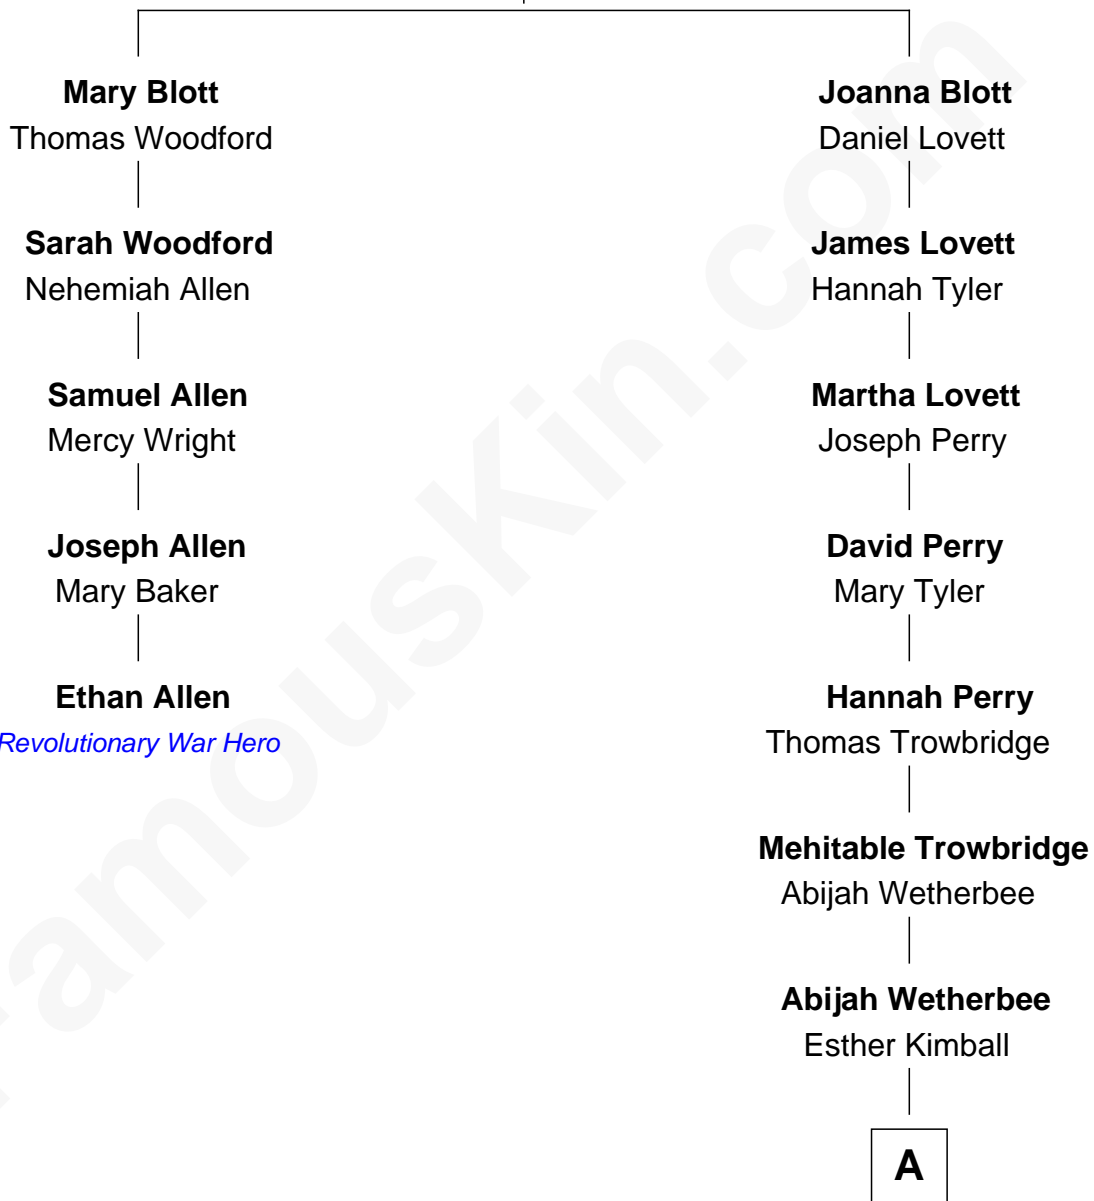 Mary Blott
Thomas Woodford
Sarah Woodford
Nehemiah Allen
Samuel Allen
Mercy Wright
Joseph Allen
Mary Baker
Ethan Allen
Revolutionary War Hero
Joanna Blott
Daniel Lovett
James Lovett
Hannah Tyler
Martha Lovett
Joseph Perry
David Perry
Mary Tyler
Hannah Perry
Thomas Trowbridge
Mehitable Trowbridge
Abijah Wetherbee
Abijah Wetherbee
Esther Kimball
A
FamousKin.com